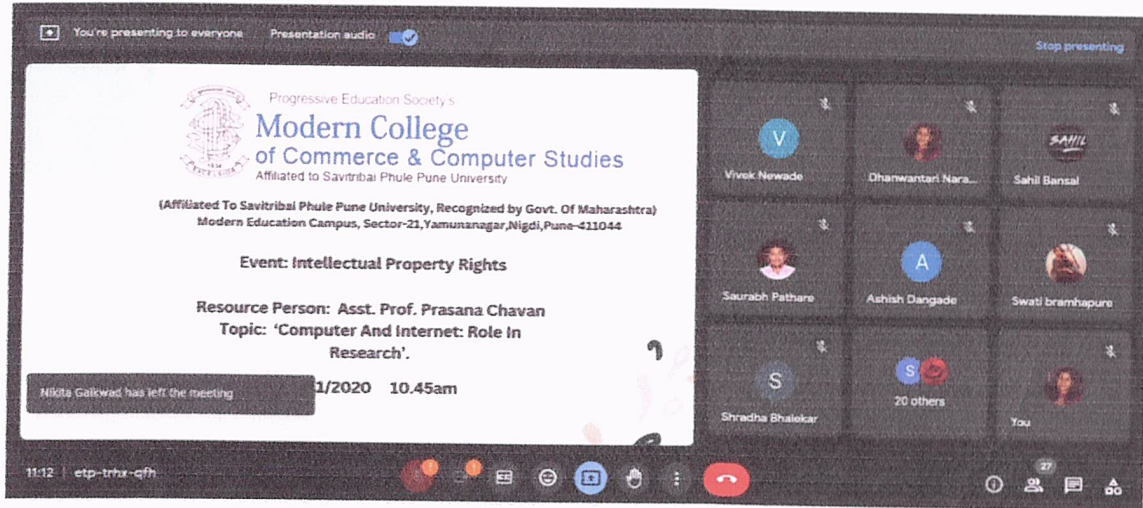 You're presenting to everyone Presentation audio
Stop presenting
Progressive Education Society's
Modern College
of Commerce & Computer Studies
Affiliated to Savitribai Phule Pune University
(Affiliated To Savitribai Phule Pune University, Recognized by Govt. Of Maharashtra)
Modern Education Campus, Sector-21,Yamunanagar,Nigdi,Pune-411044
Event: Intellectual Property Rights
Resource Person: Asst. Prof. Prasana Chavan
Topic: 'Computer And Internet: Role In
Research'.
1/2020 10.45am
Nikita Gaikwad has left the meeting
V
Vivek Newade
Dhanwantari Nara...
SAHIL
Sahil Bansal
Saurabh Pathare
A
Ashish Dangade
Swati bramhapure
S
Shradha Bhalekar
S
20 others
You
11:12 | etp-trhx-qfh
CC
27